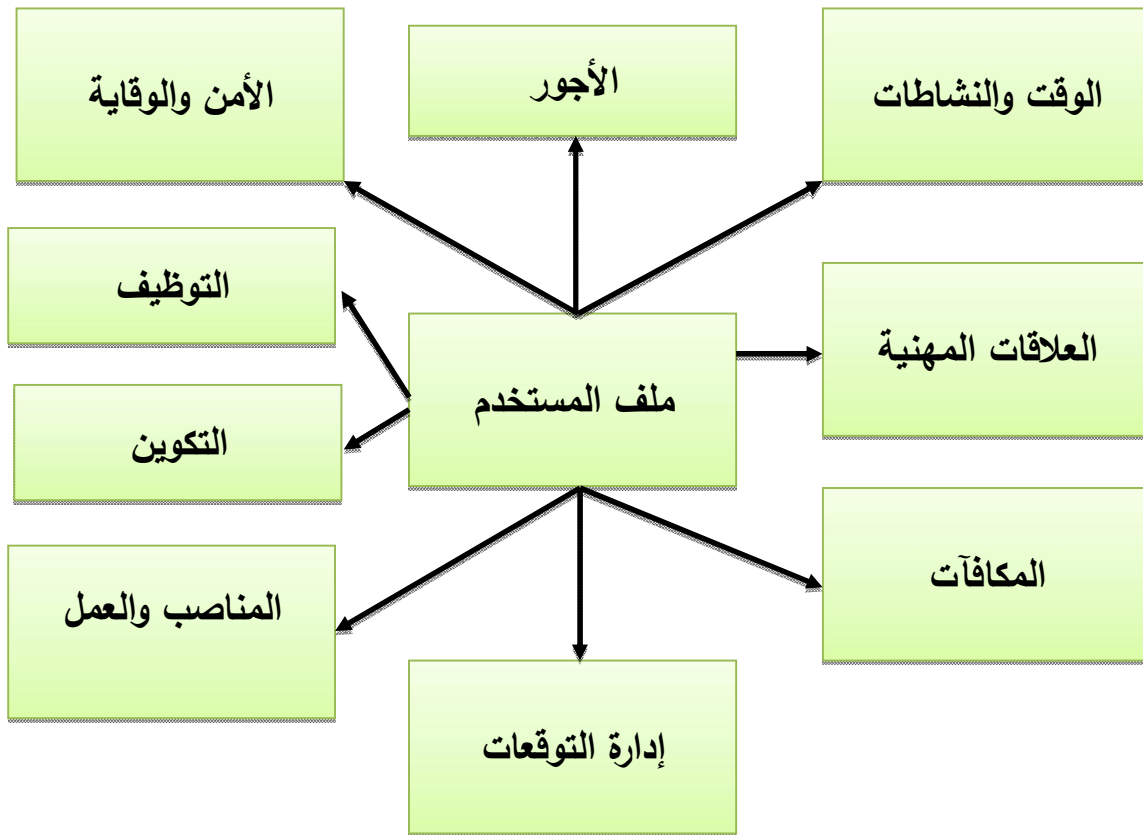 الوقت والنشاطات
الأجور
الأمن والوقاية
التوظيف
العلاقات المهنية
ملف المستخدم
التكوين
المكافآت
المناصب والعمل
إدارة التوقعات